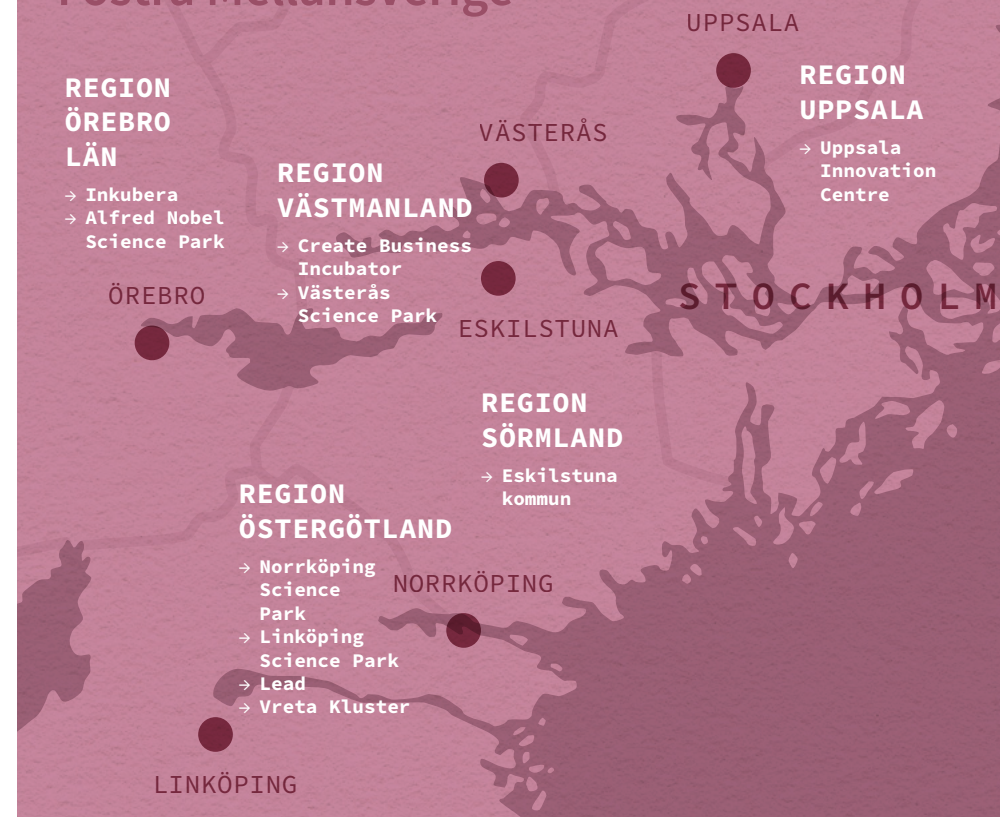 i östra Mellansverige
UPPSALA
REGION
ÖREBRO
LÄN
→ Inkubera
→ Alfred Nobel
Science Park
REGION
UPPSALA
→ Uppsala
Innovation
Centre
VÄSTERÅS
REGION
VÄSTMANLAND
→ Create Business
Incubator
→ Västerås
Science Park
ÖREBRO
STOCKHOLM
ESKILSTUNA
REGION
SÖRMLAND
→ Eskilstuna
kommun
REGION
ÖSTERGÖTLAND
→ Norrköping
Science
Park
→ Linköping
Science Park
→ Lead
→ Vreta Kluster
NORRKÖPING
LINKÖPING